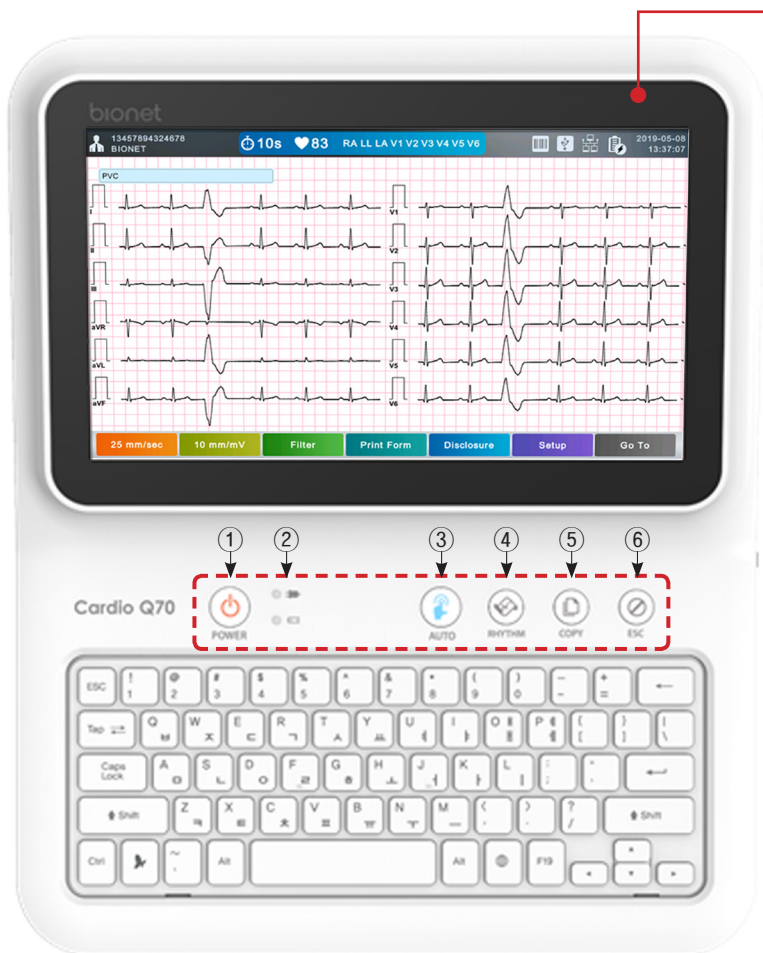 bionet
13457894324678
BIONET
10s 83 RA LL LA V1 V2 V3 V4 V5 V6
2019-05-08
13:37:07
PVC
I V1
II V2
III V3
aVR V4
aVL V5
aVF V6
25 mm/sec 10 mm/mV Filter Print Form Disclosure Setup Go To
① ② ③ ④ ⑤ ⑥
Cardio Q70
POWER AUTO RHYTHM COPY ESC
ESC ! 1 @ 2 # 3 $ 4 % 5 ^ 6 & 7 * 8 ( 9 ) 0 - + =
Tap Q ㅂ W ㅈ E ㄷ R ㄱ T ㅅ Y ㅛ U ㅕ I ㅑ O ㅐ P ㅔ { [ } ] | \
Caps Lock A ㅁ S ㄴ D ㅇ F ㄹ G ㅎ H ㅗ J ㅓ K ㅏ L ㅣ : ;
Shift Z ㅋ X ㅌ C ㅊ V ㅍ B ㅠ N ㅜ M ㅡ ? / Shift
Ctrl ~ Alt Alt F19